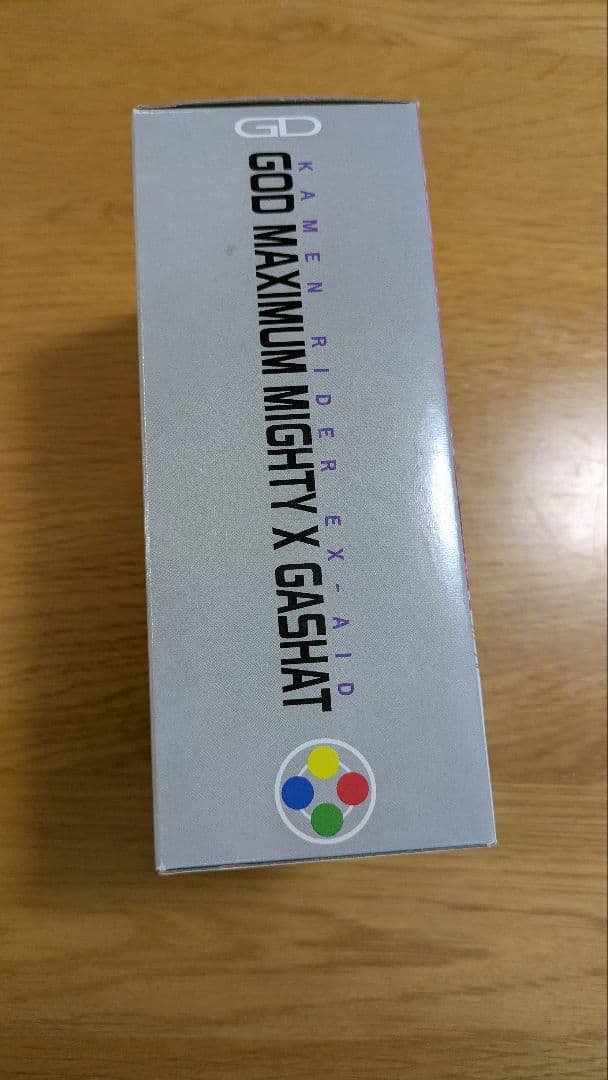 GD
KAMEN RIDER EX-AID
GOD MAXIMUM MIGHTY X GASHAT